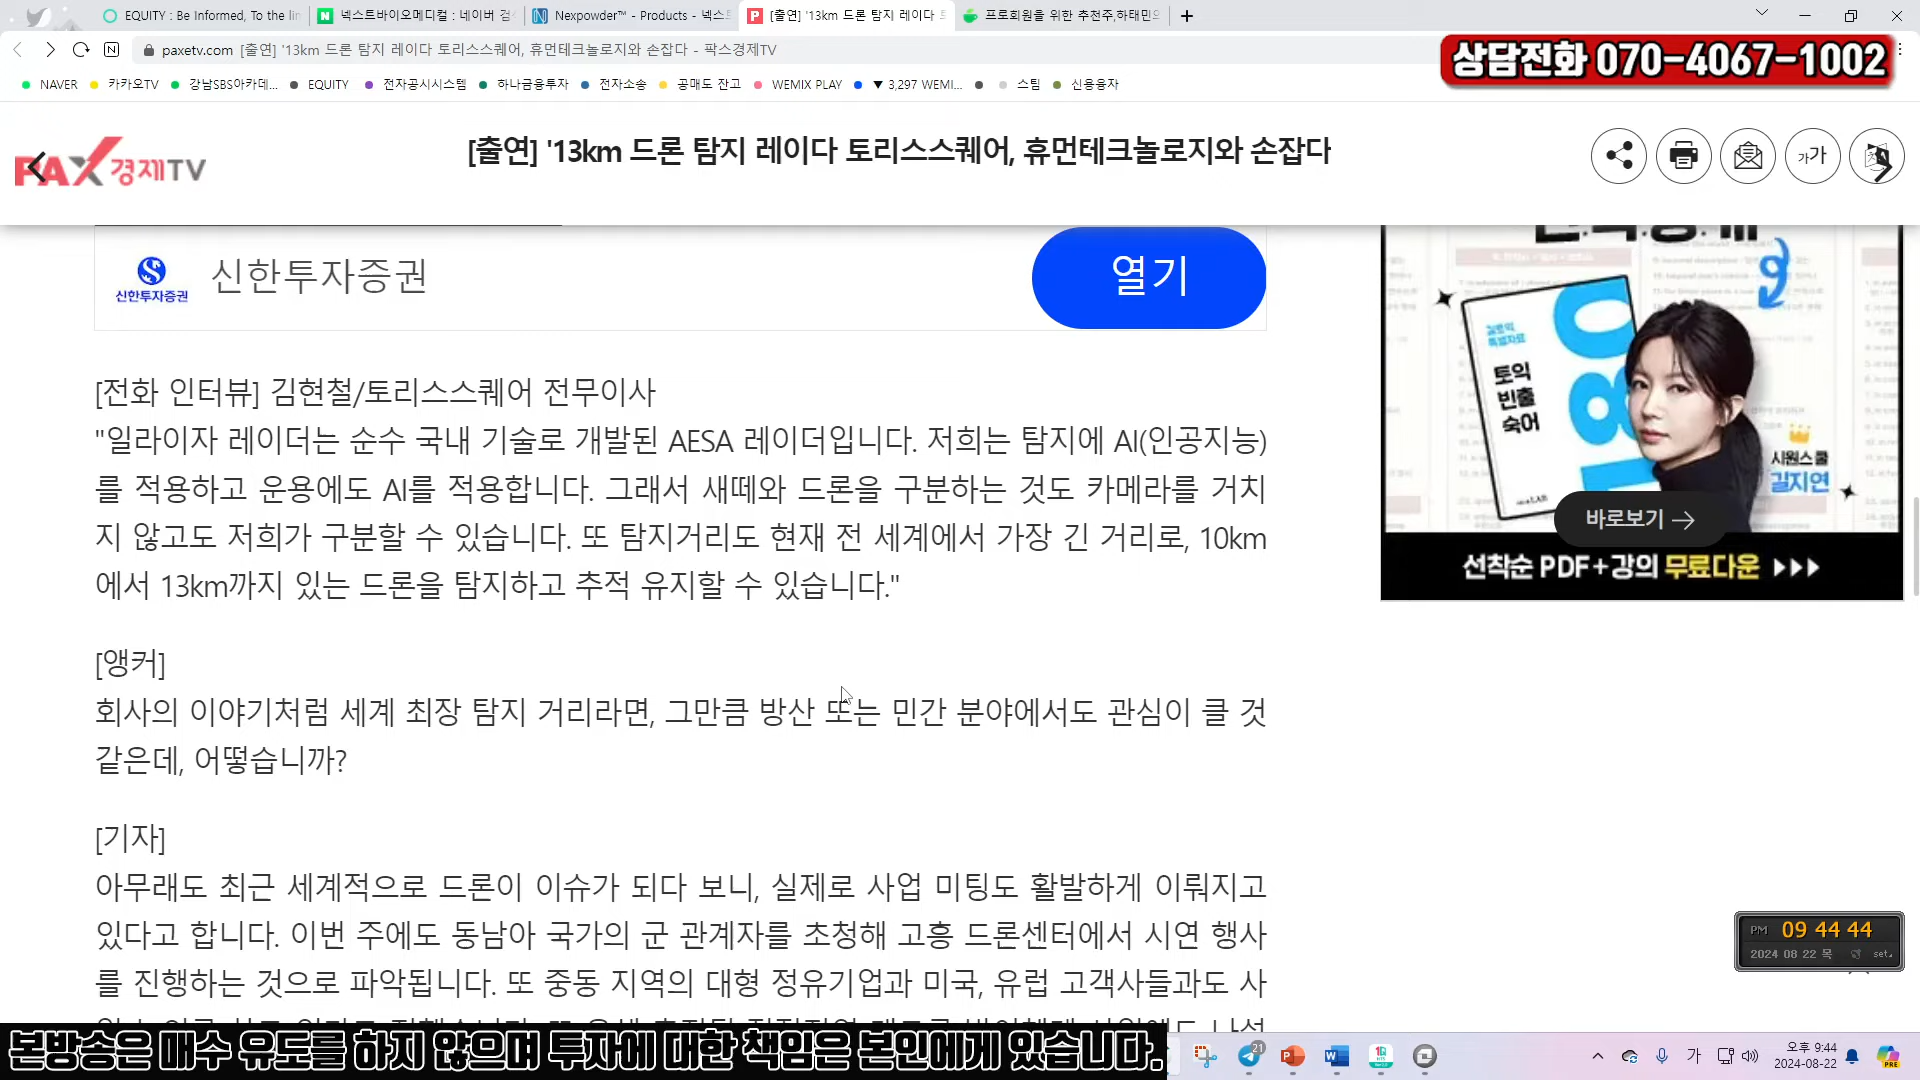 EQUITY : Be Informed, To the lin
넥스트바이오메디컬 : 네이버 검
Nexpowder™ - Products - 넥스트
[출연] '13km 드론 탐지 레이다 토
프로회원을 위한 추천주,하태민의
paxetv.com [출연] '13km 드론 탐지 레이다 토리스스퀘어, 휴먼테크놀로지와 손잡다 - 팍스경제TV
상담전화 070-4067-1002
NAVER 카카오TV 강남SBS아카데... EQUITY 전자공시시스템 하나금융투자 전자소송 공매도 잔고 WEMIX PLAY ▼ 3,297 WEMI... 스팀 신용융자
PAX경제TV
[출연] '13km 드론 탐지 레이다 토리스스퀘어, 휴먼테크놀로지와 손잡다
가가
신한투자증권
신한투자증권
열기
[전화 인터뷰] 김현철/토리스스퀘어 전무이사
"일라이자 레이더는 순수 국내 기술로 개발된 AESA 레이더입니다. 저희는 탐지에 AI(인공지능)
를 적용하고 운용에도 AI를 적용합니다. 그래서 새떼와 드론을 구분하는 것도 카메라를 거치
지 않고도 저희가 구분할 수 있습니다. 또 탐지거리도 현재 전 세계에서 가장 긴 거리로, 10km
에서 13km까지 있는 드론을 탐지하고 추적 유지할 수 있습니다."
[앵커]
회사의 이야기처럼 세계 최장 탐지 거리라면, 그만큼 방산 또는 민간 분야에서도 관심이 클 것
같은데, 어떻습니까?
[기자]
아무래도 최근 세계적으로 드론이 이슈가 되다 보니, 실제로 사업 미팅도 활발하게 이뤄지고
있다고 합니다. 이번 주에도 동남아 국가의 군 관계자를 초청해 고흥 드론센터에서 시연 행사
를 진행하는 것으로 파악됩니다. 또 중동 지역의 대형 정유기업과 미국, 유럽 고객사들과도 사
토익
빈출
숙어
시원스쿨
길지연
바로보기 →
선착순 PDF+강의 무료다운 ▶▶▶
PM 09 44 44
2024 08 22 목 set
본방송은 매수 유도를 하지 않으며 투자에 대한 책임은 본인에게 있습니다.
21
가
오후 9:44
2024-08-22
PRE